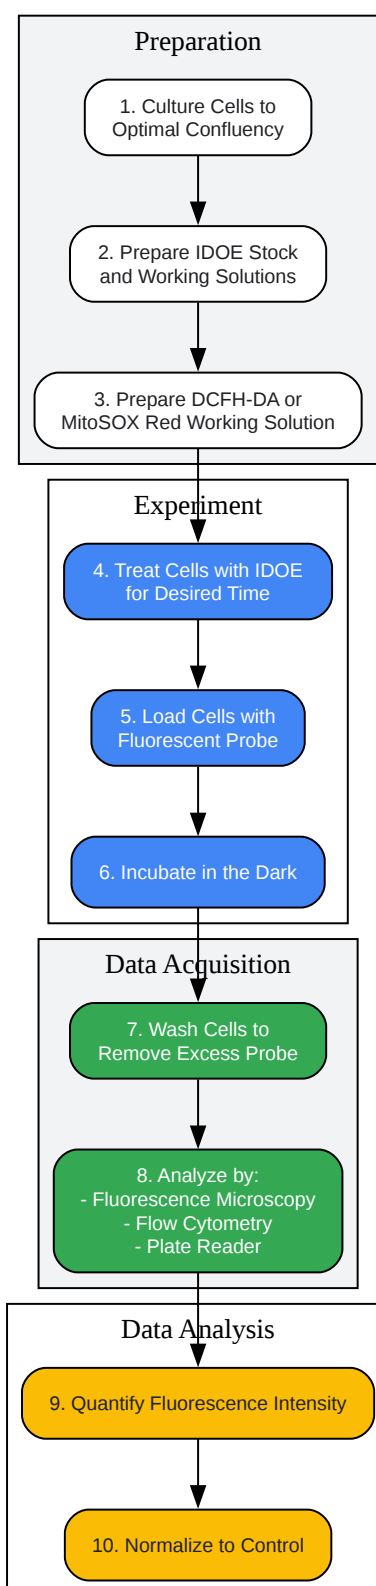 Preparation
1. Culture Cells to
Optimal Confluency
2. Prepare IDOE Stock
and Working Solutions
3. Prepare DCFH-DA or
MitoSOX Red Working Solution
Experiment
4. Treat Cells with IDOE
for Desired Time
5. Load Cells with
Fluorescent Probe
6. Incubate in the Dark
Data Acquisition
7. Wash Cells to
Remove Excess Probe
8. Analyze by:
- Fluorescence Microscopy
- Flow Cytometry
- Plate Reader
Data Analysis
9. Quantify Fluorescence Intensity
10. Normalize to Control